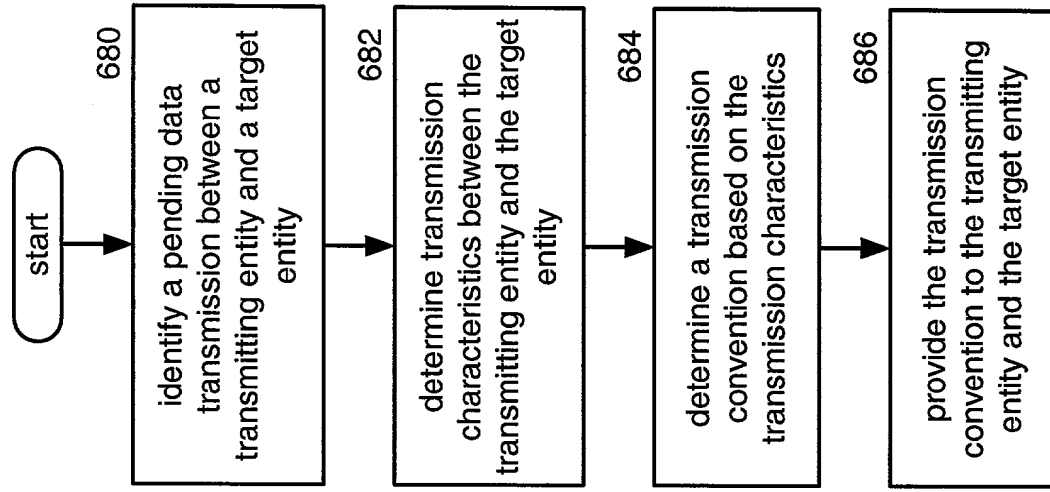 start
680
identify a pending data
transmission between a
transmitting entity and a target
entity
682
determine transmission
characteristics between the
transmitting entity and the target
entity
684
determine a transmission
convention based on the
transmission characteristics
686
provide the transmission
convention to the transmitting
entity and the target entity